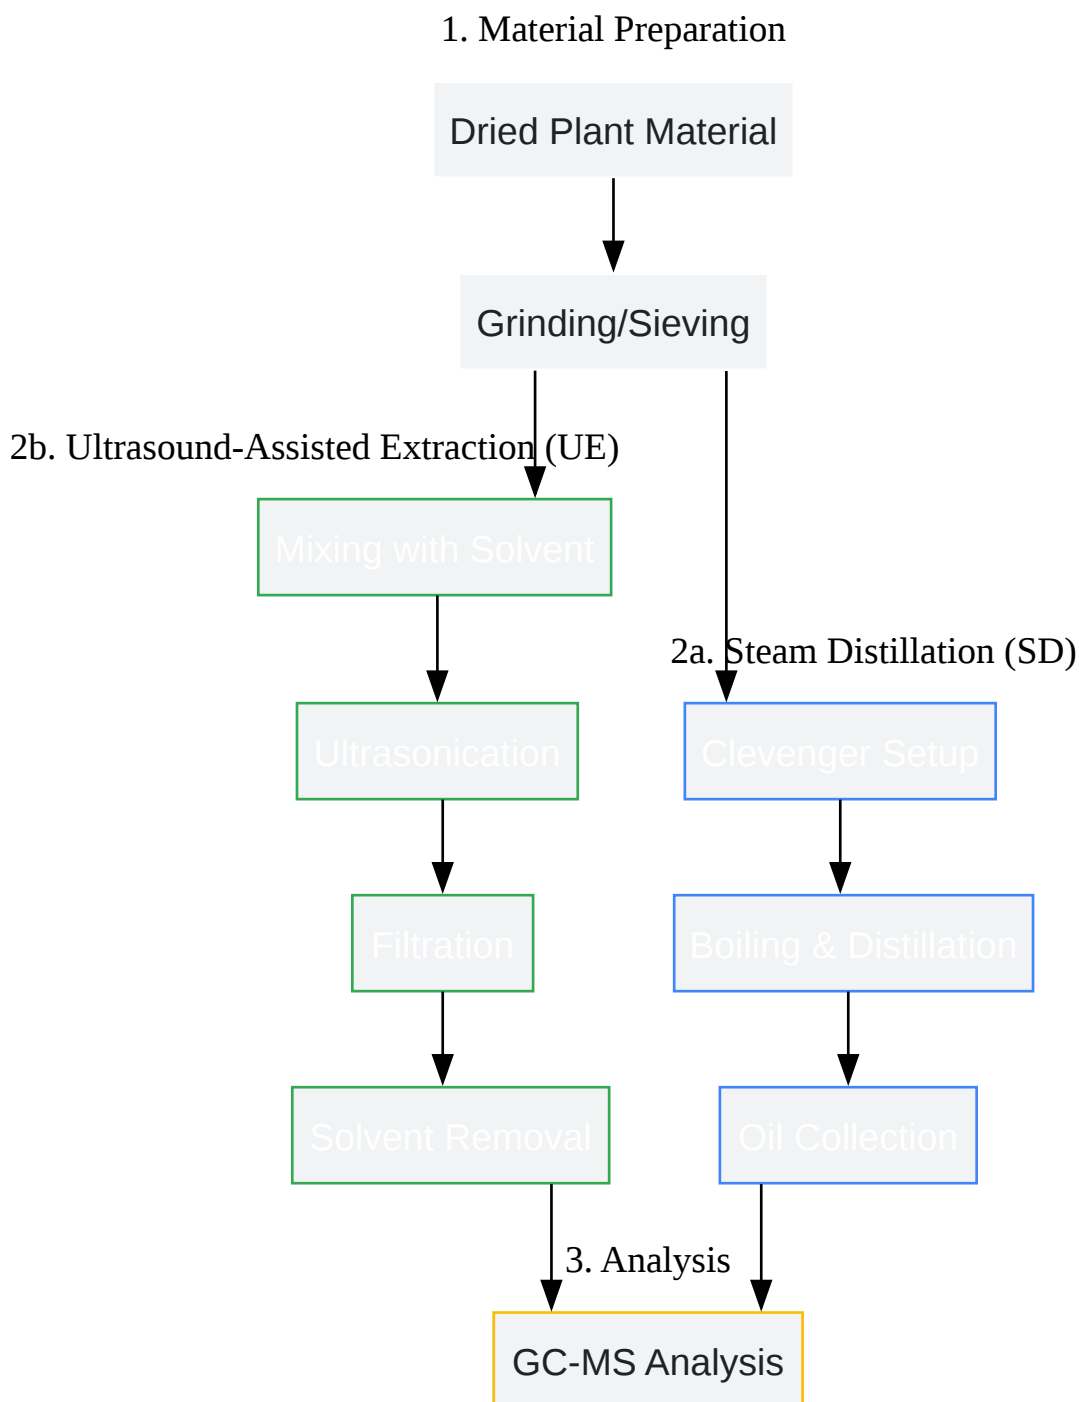 1. Material Preparation
Dried Plant Material
Grinding/Sieving
2b. Ultrasound-Assisted Extraction (UE)
Mixing with Solvent
2a. Steam Distillation (SD)
Ultrasonication
Clevenger Setup
Filtration
Boiling & Distillation
Solvent Removal
Oil Collection
3. Analysis
GC-MS Analysis